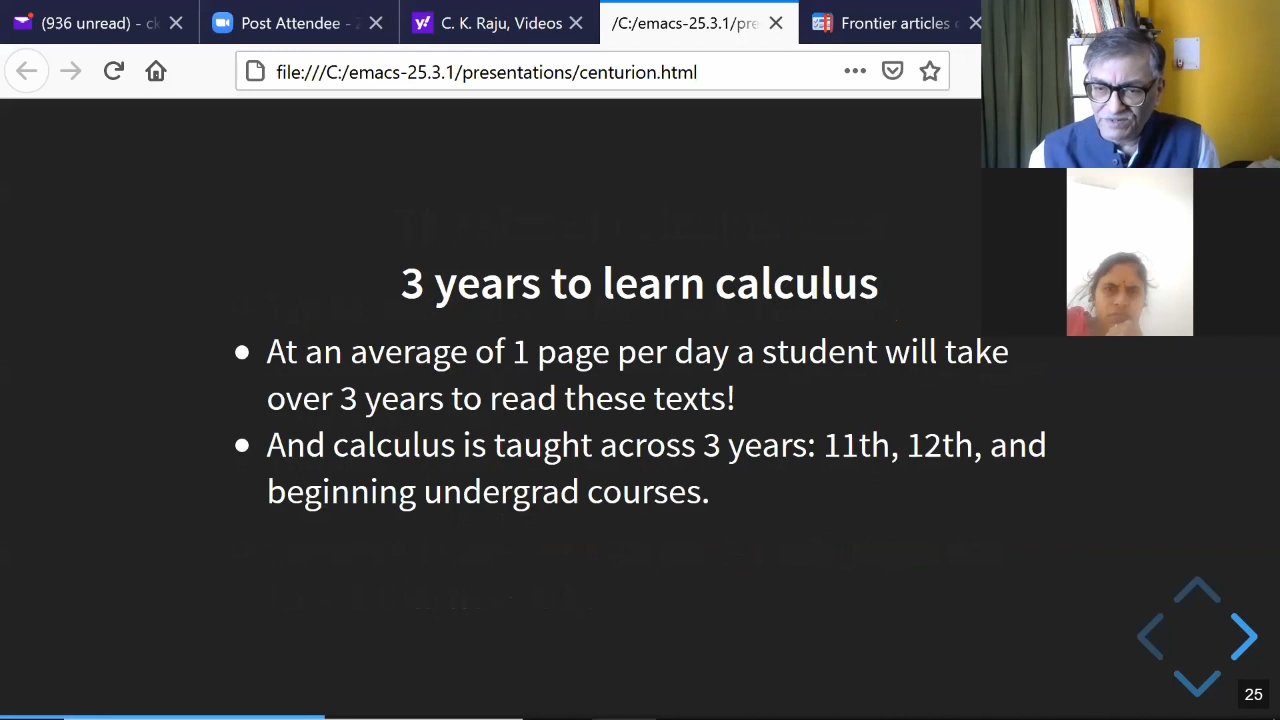 (936 unread) - ck
Post Attendee -
C. K. Raju, Videos
/C:/emacs-25.3.1/pre
Frontier articles
file:///C:/emacs-25.3.1/presentations/centurion.html
3 years to learn calculus
• At an average of 1 page per day a student will take
over 3 years to read these texts!
• And calculus is taught across 3 years: 11th, 12th, and
beginning undergrad courses.
25